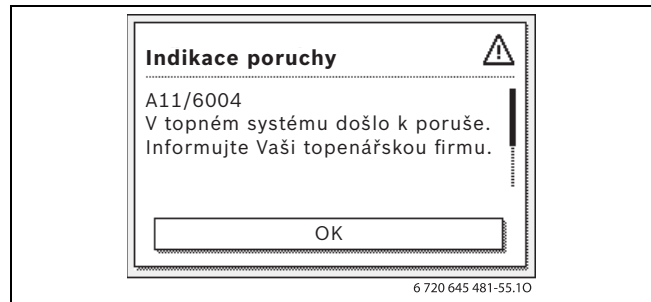 Indikace poruchy
A11/6004
V topném systému došlo k poruše.
Informujte Vaši topenářskou firmu.
OK
6 720 645 481-55.1O